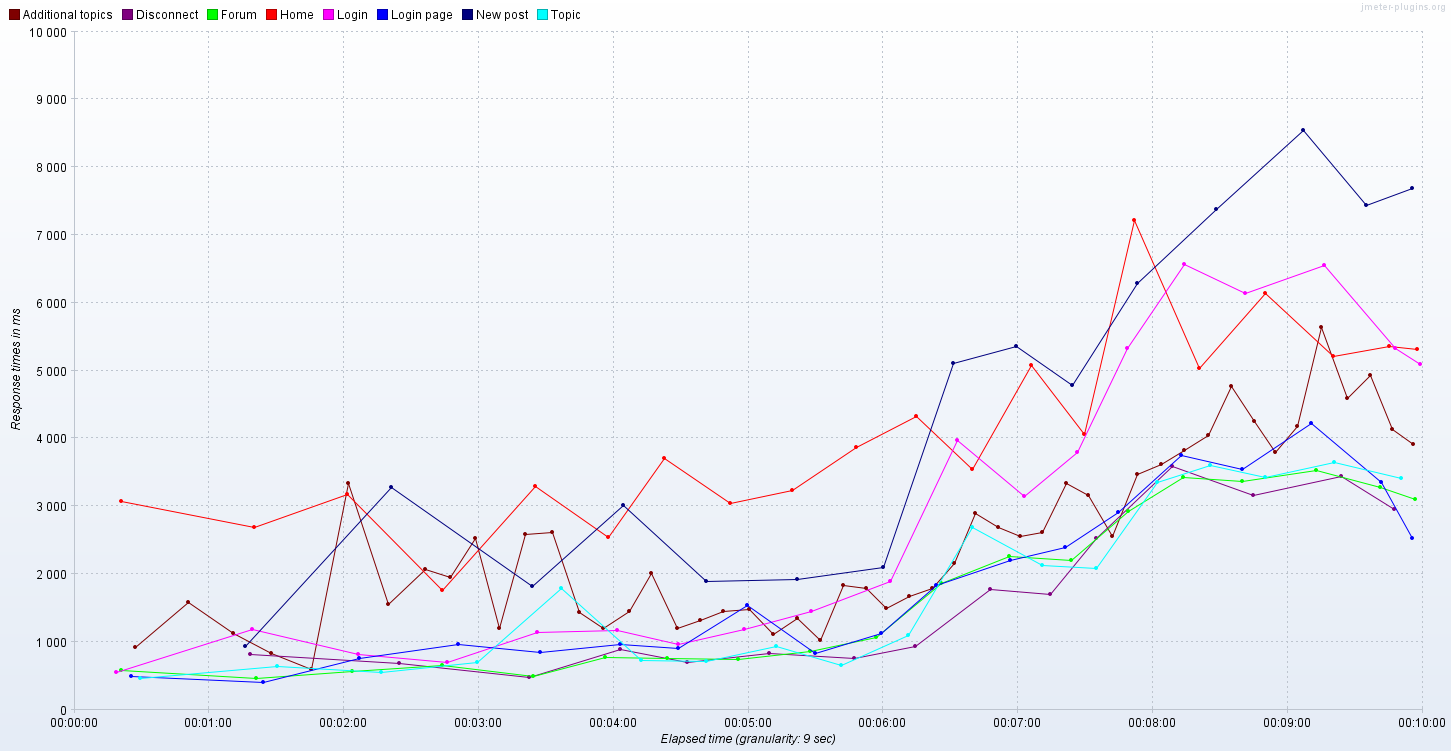 jmeter-plugins.org
Additional topics Disconnect Forum Home Login Login page New post Topic
10 000
9 000
8 000
7 000
6 000
5 000
4 000
3 000
2 000
1 000
0
Response times in ms
00:00:00 00:01:00 00:02:00 00:03:00 00:04:00 00:05:00 00:06:00 00:07:00 00:08:00 00:09:00 00:10:00
Elapsed time (granularity: 9 sec)